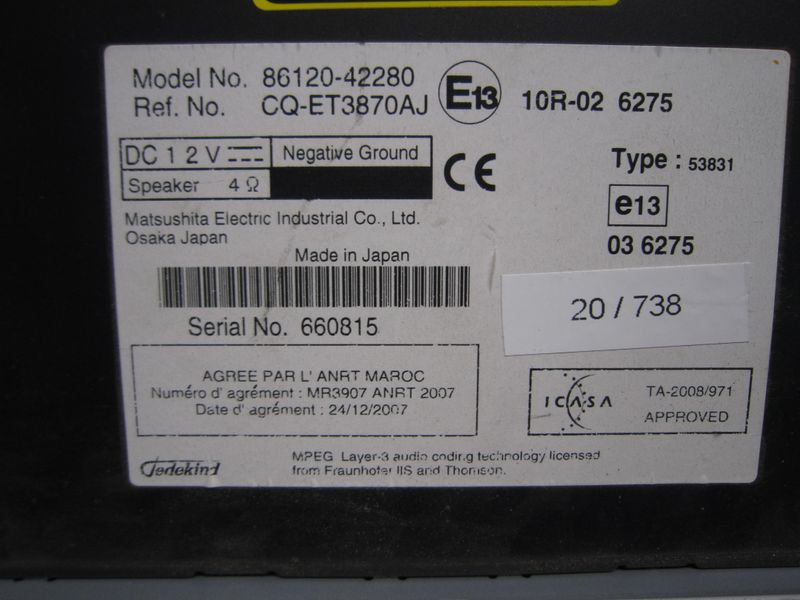 Model No. 86120-42280
Ref. No. CQ-ET3870AJ
E13
10R-02 6275
DC 12V
Negative Ground
Speaker 4Ω
CE
Type : 53831
e13
03 6275
Matsushita Electric Industrial Co., Ltd.
Osaka Japan
Made in Japan
Serial No. 660815
20 / 738
AGREE PAR L' ANRT MAROC
Numéro d' agrément : MR3907 ANRT 2007
Date d' agrément : 24/12/2007
ICASA
TA-2008/971
APPROVED
Jedekind
MPEG Layer-3 audio coding technology licensed
from Fraunhofer IIS and Thomson.